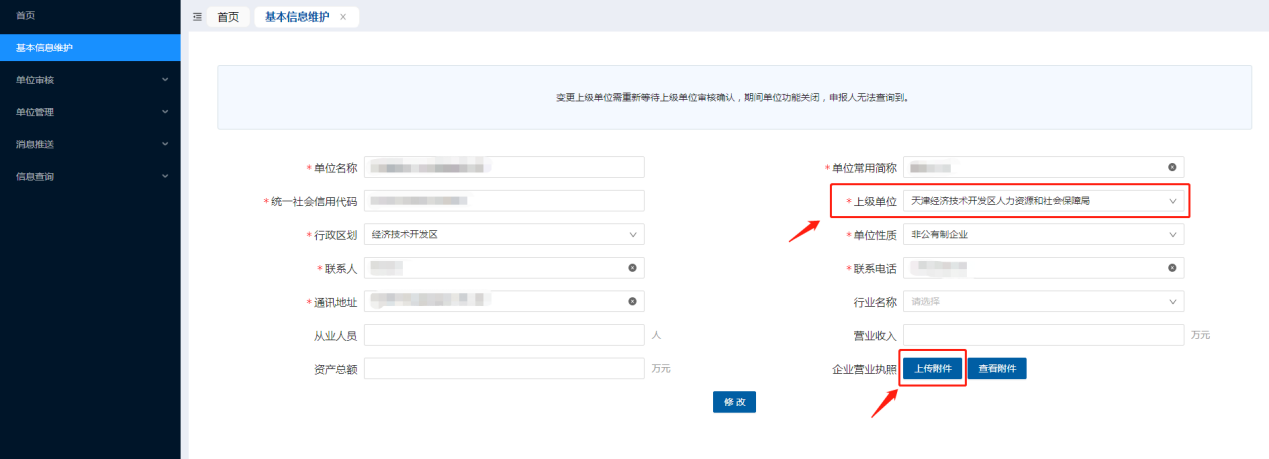 首页
基本信息维护
单位审核
单位管理
消息推送
信息查询
首页 基本信息维护 ×
变更上级单位需重新等待上级单位审核确认，期间单位功能关闭，申报人无法查询到。
*单位名称
*单位常用简称
*统一社会信用代码
*上级单位 天津经济技术开发区人力资源和社会保障局
*行政区划 经济技术开发区
*单位性质 非公有制企业
*联系人
*联系电话
*通讯地址
行业名称 请选择
从业人员 人
营业收入 万元
资产总额 万元
企业营业执照 上传附件 查看附件
修 改